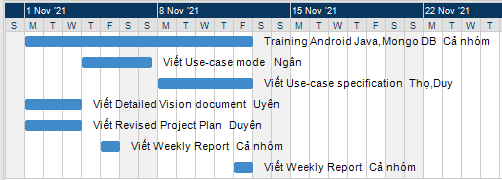 1 Nov '21 8 Nov '21 15 Nov '21 22 Nov '21
S M T W T F S S M T W T F S S M T W T F S S M T W T
Training Android Java,Mongo DB Cả nhóm
Viết Use-case mode Ngân
Viết Use-case specification Thọ,Duy
Viết Detailed Vision document Uyên
Viết Revised Project Plan Duyên
Viết Weekly Report Cả nhóm
Viết Weekly Report Cả nhóm